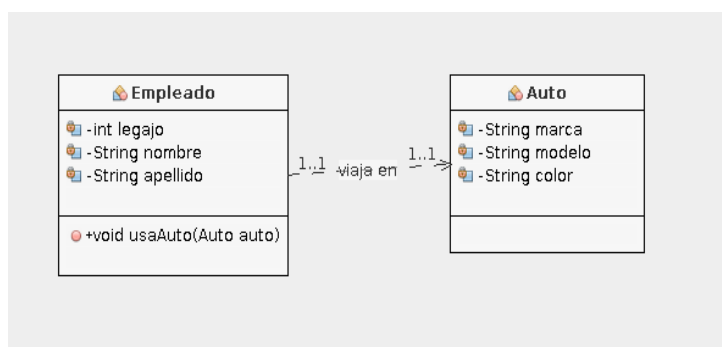 Empleado
-int legajo
-String nombre
-String apellido
+void usaAuto(Auto auto)
1..1
viaja en
1..1
Auto
-String marca
-String modelo
-String color